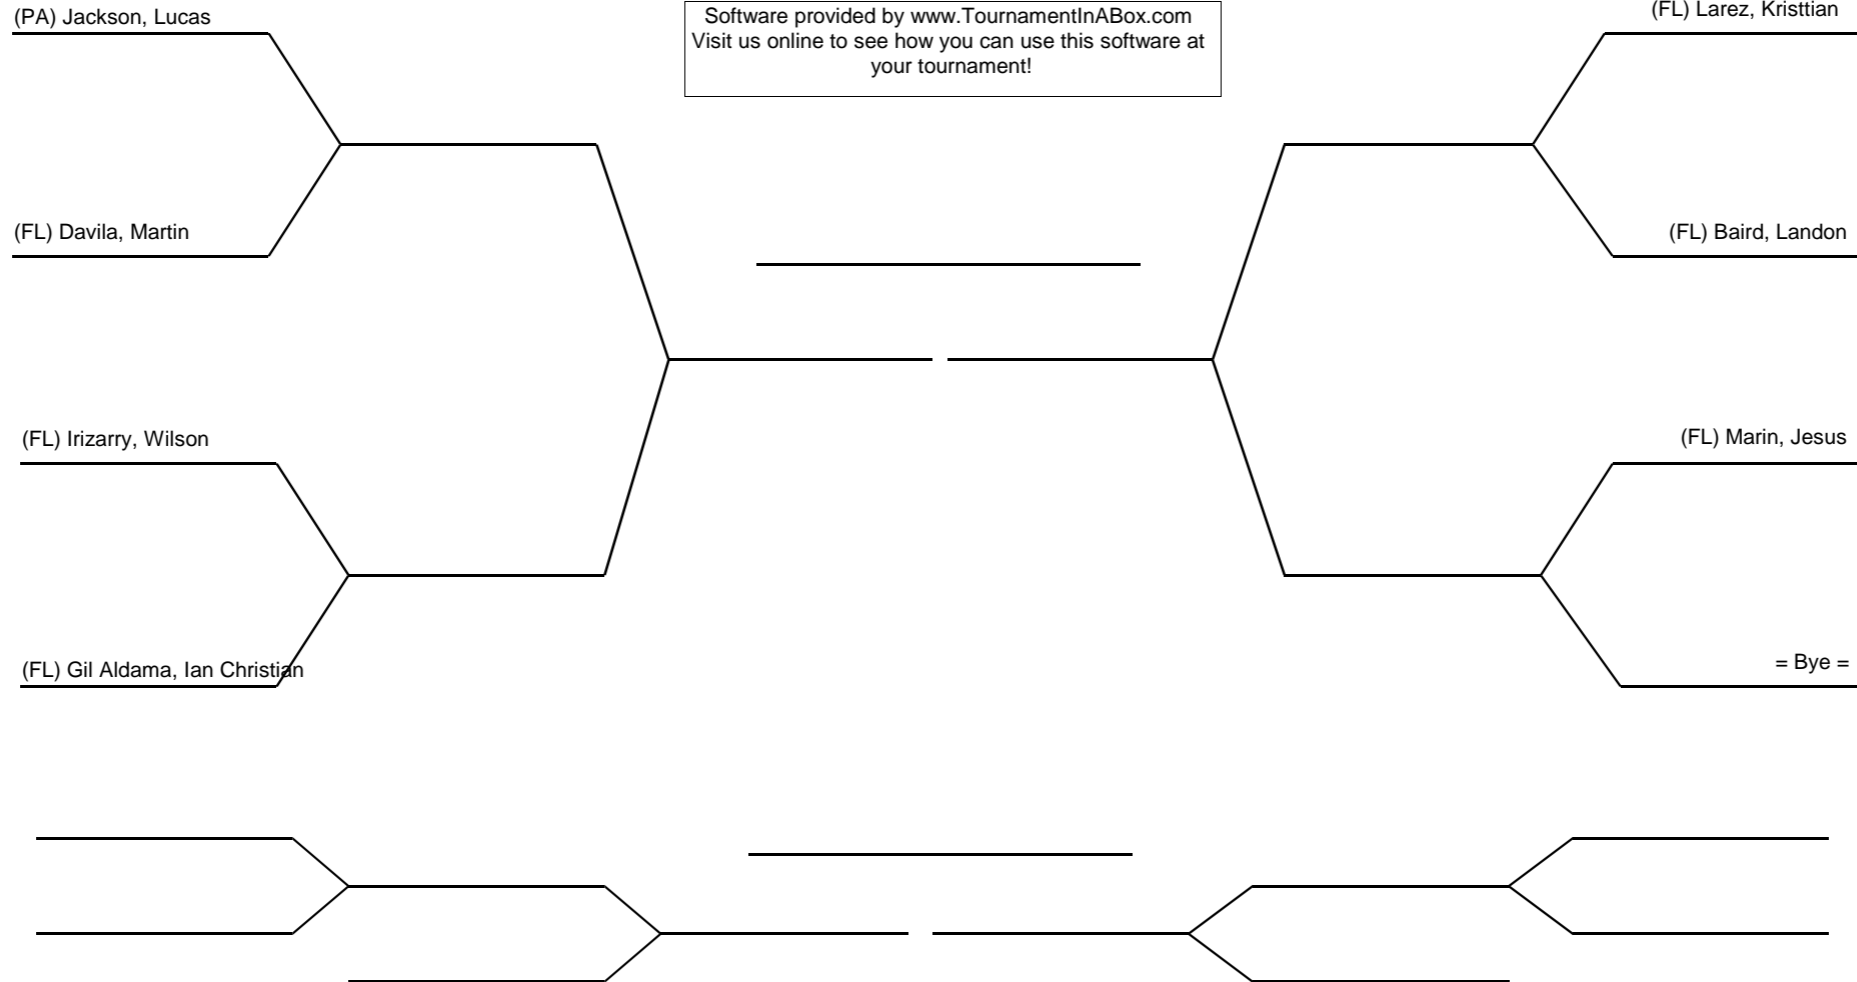 (PA) Jackson, Lucas
Software provided by www.TournamentInABox.com
Visit us online to see how you can use this software at
your tournament!
(FL) Larez, Kristtian
(FL) Davila, Martin
(FL) Baird, Landon
(FL) Irizarry, Wilson
(FL) Marin, Jesus
(FL) Gil Aldama, Ian Christian
= Bye =